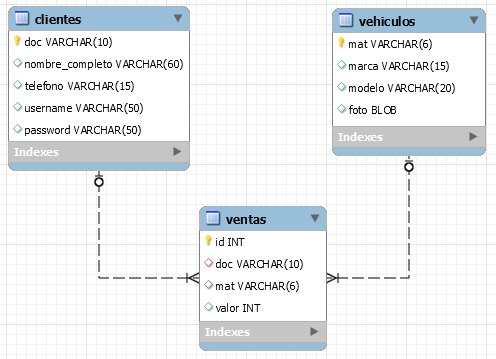 clientes
doc VARCHAR(10)
nombre_completo VARCHAR(60)
telefono VARCHAR(15)
username VARCHAR(50)
password VARCHAR(50)
Indexes
vehiculos
mat VARCHAR(6)
marca VARCHAR(15)
modelo VARCHAR(20)
foto BLOB
Indexes
ventas
id INT
doc VARCHAR(10)
mat VARCHAR(6)
valor INT
Indexes